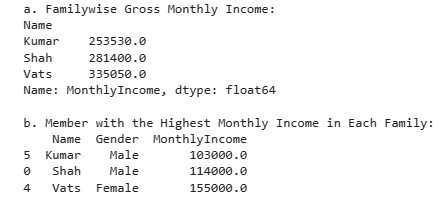 a. Familywise Gross Monthly Income:
Name
Kumar    253530.0
Shah     281400.0
Vats     335050.0
Name: MonthlyIncome, dtype: float64
b. Member with the Highest Monthly Income in Each Family:
    Name  Gender  MonthlyIncome
5  Kumar    Male       103000.0
0   Shah    Male       114000.0
4   Vats  Female       155000.0